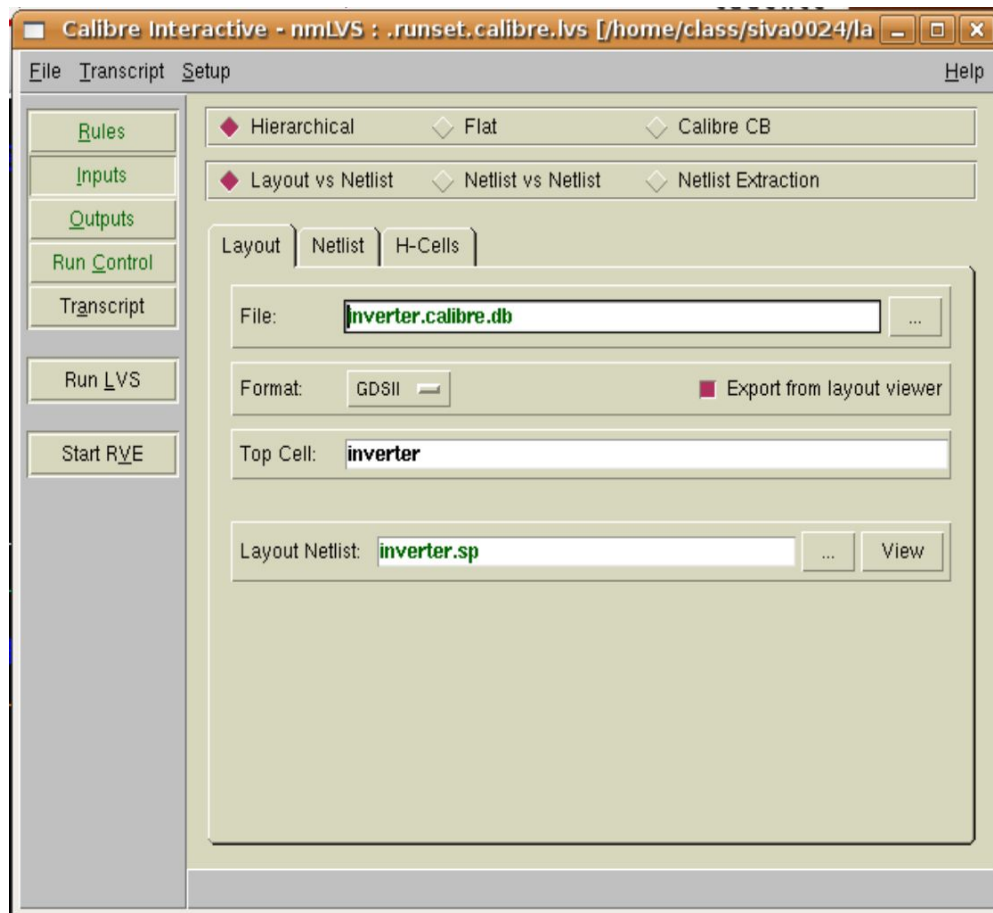 Calibre Interactive - nmLVS : .runset.calibre.lvs [/home/class/siva0024/la
File Transcript Setup Help
Rules
Inputs
Outputs
Run Control
Transcript
Run LVS
Start RVE
Hierarchical Flat Calibre CB
Layout vs Netlist Netlist vs Netlist Netlist Extraction
Layout Netlist H-Cells
File: inverter.calibre.db ...
Format: GDSII Export from layout viewer
Top Cell: inverter
Layout Netlist: inverter.sp ... View